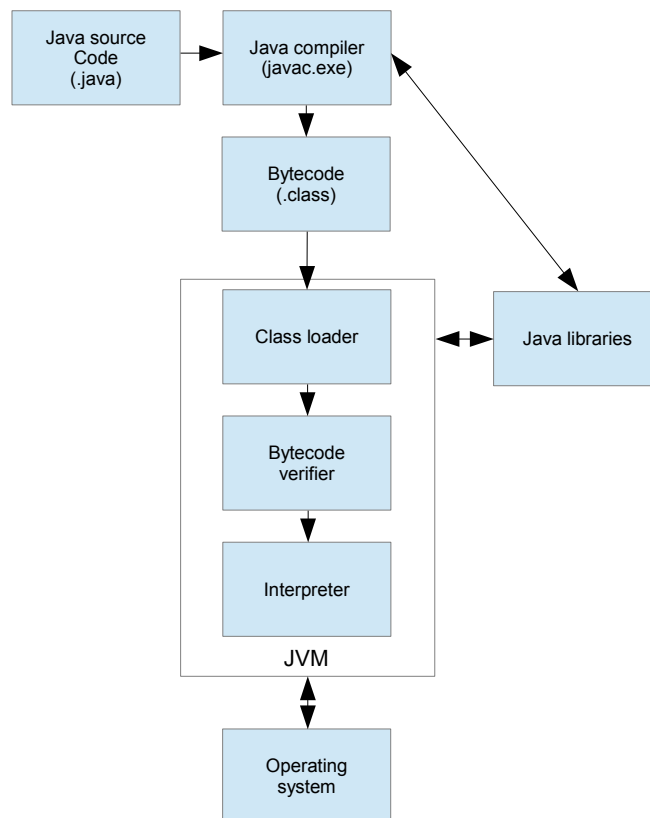 Java source
Code
(.java)
Java compiler
(javac.exe)
Bytecode
(.class)
Class loader
Java libraries
Bytecode
verifier
Interpreter
JVM
Operating
system